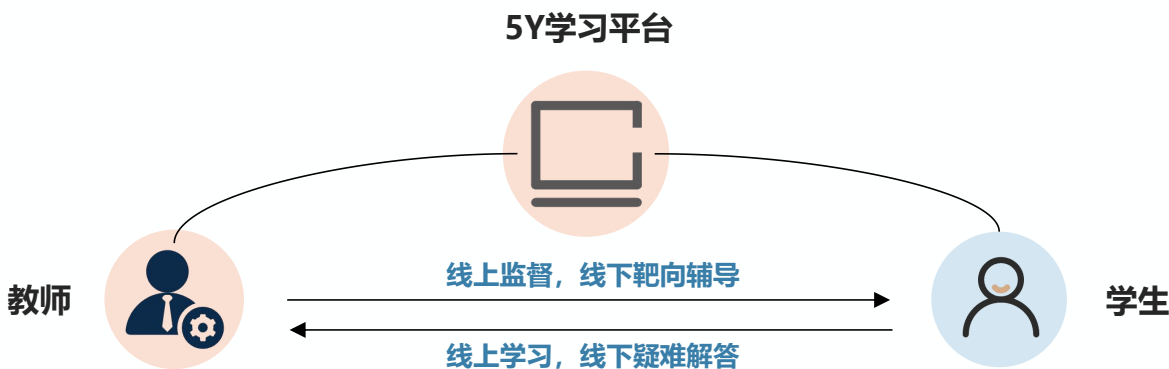 5Y学习平台
线上监督，线下靶向辅导
教师
学生
线上学习，线下疑难解答